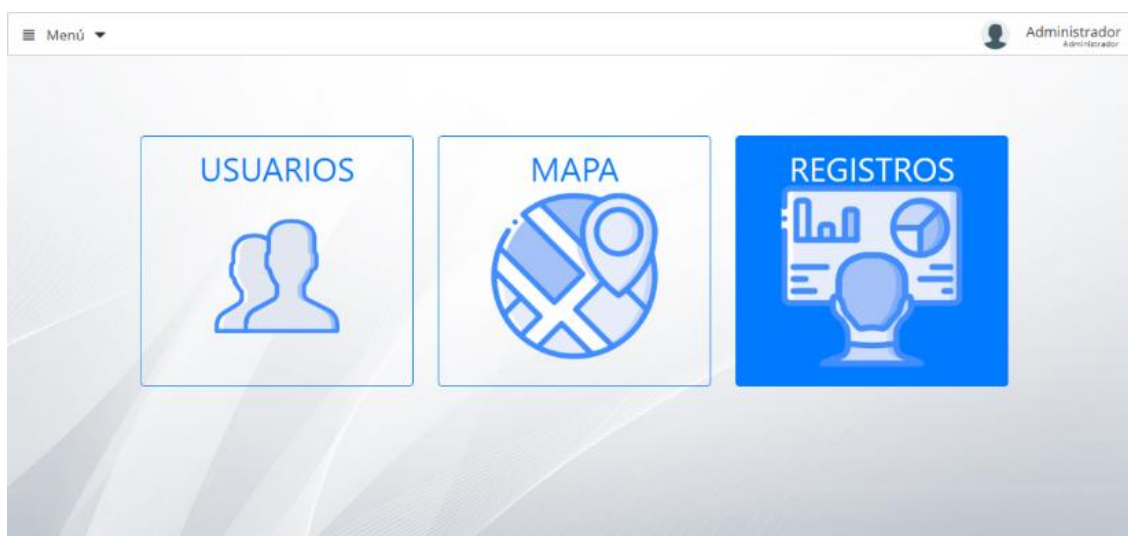 Menú
Administrador
Administrador
USUARIOS
MAPA
REGISTROS